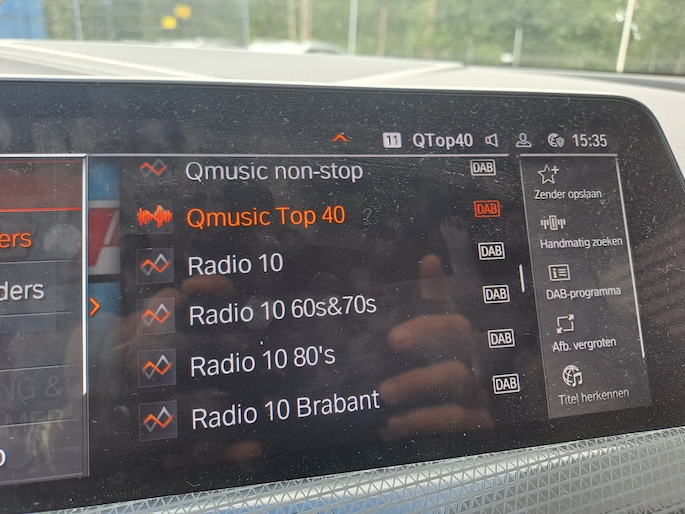 11 QTop40 15:35
Qmusic non-stop DAB
Qmusic Top 40 DAB
Radio 10 DAB
Radio 10 60s&70s DAB
Radio 10 80's DAB
Radio 10 Brabant DAB
ers
ders
Zender opslaan
Handmatig zoeken
DAB-programma
Afb. vergroten
Titel herkennen